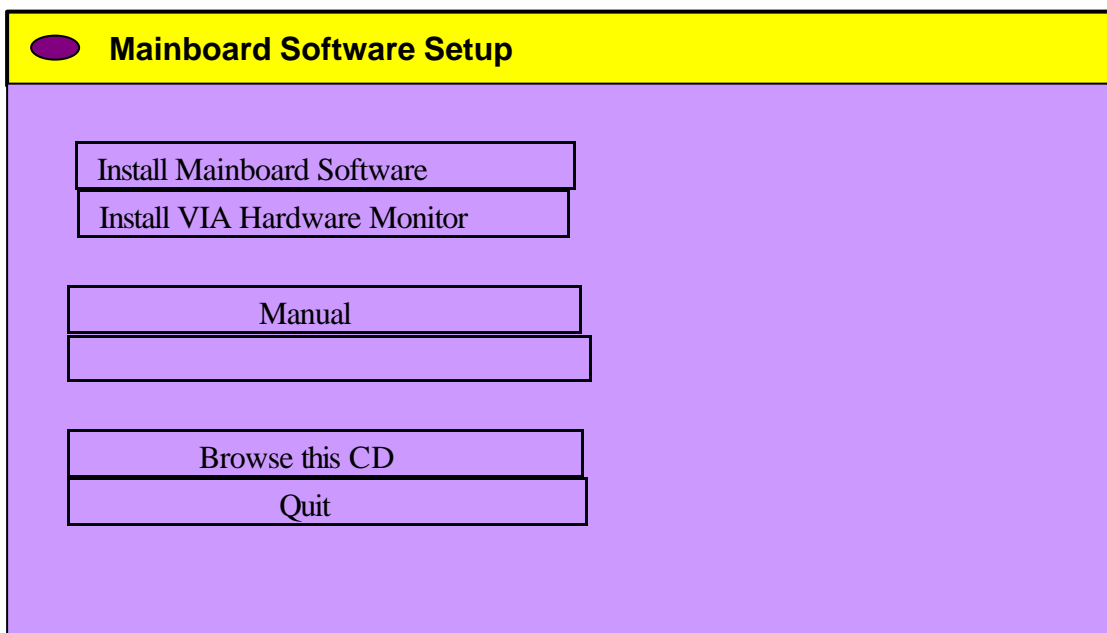 Mainboard Software Setup
Install Mainboard Software
Install VIA Hardware Monitor
Manual
Browse this CD
Quit